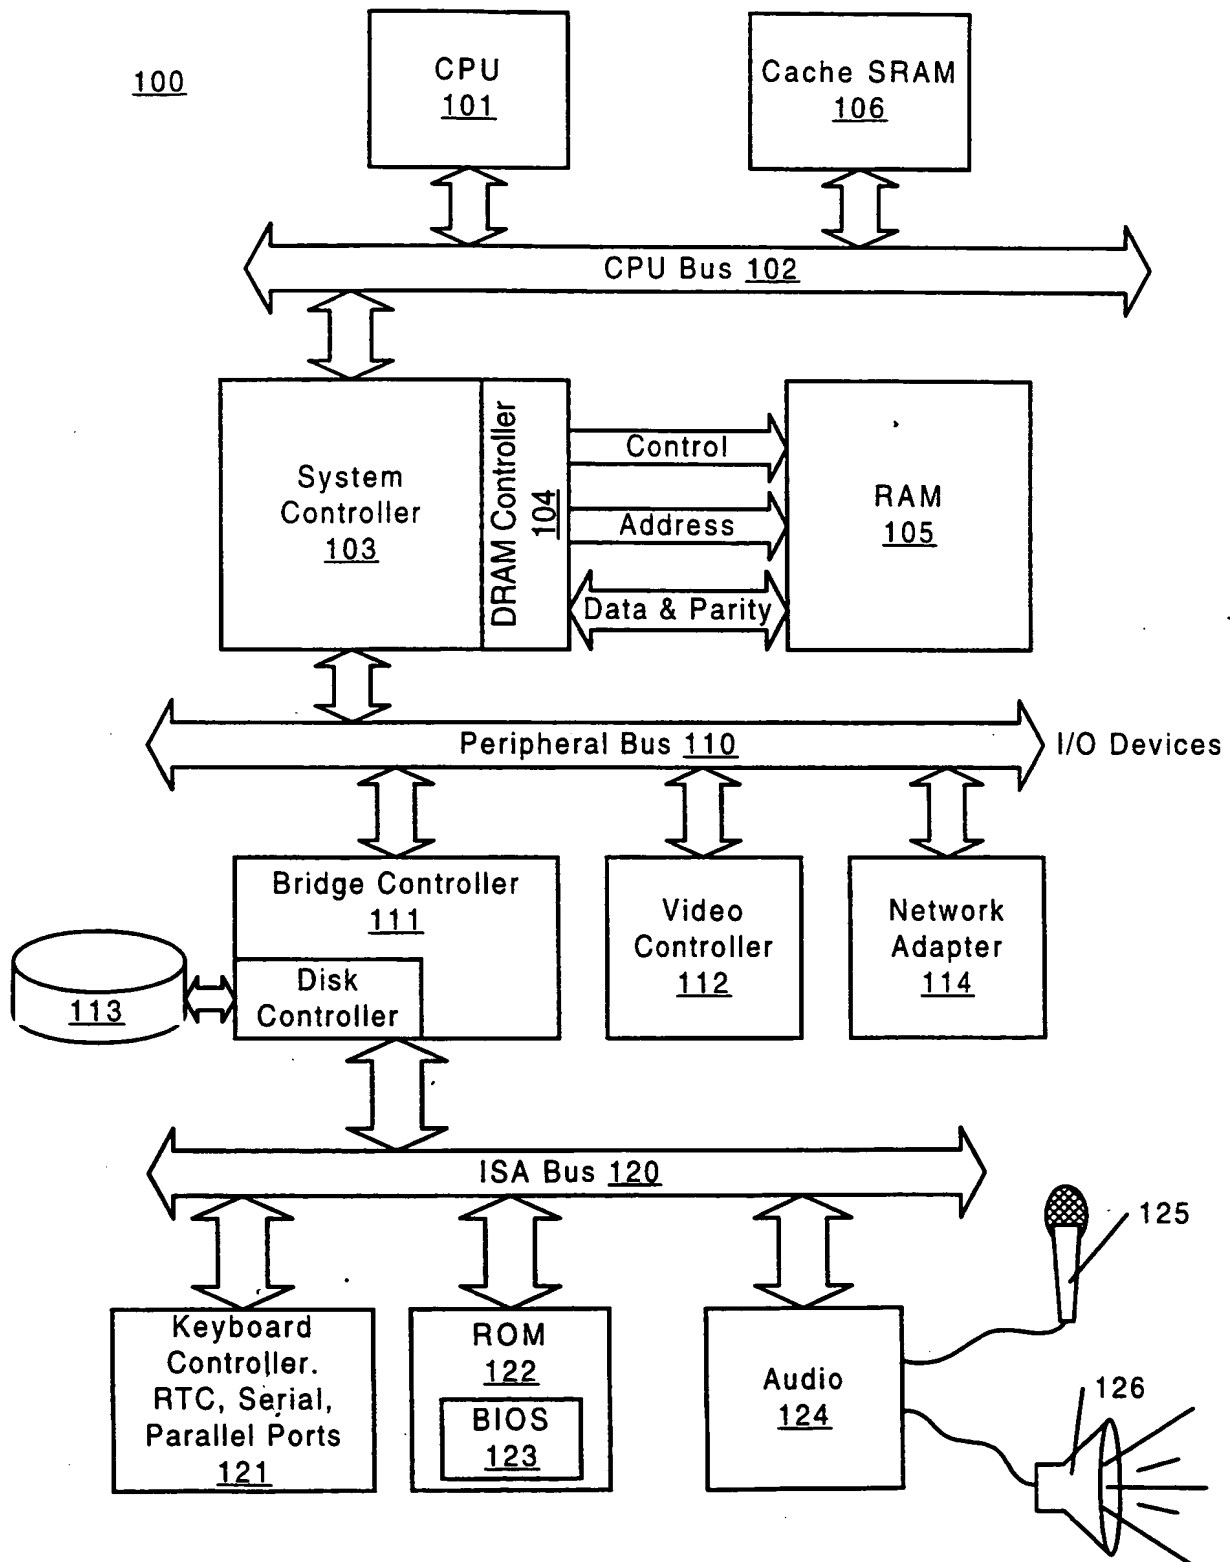 100
CPU
101
Cache SRAM
106
CPU Bus 102
System
Controller
103
DRAM Controller
104
Control
Address
Data & Parity
RAM
105
Peripheral Bus 110
I/O Devices
Bridge Controller
111
Disk
Controller
113
Video
Controller
112
Network
Adapter
114
ISA Bus 120
Keyboard
Controller.
RTC, Serial,
Parallel Ports
121
ROM
122
BIOS
123
Audio
124
125
126